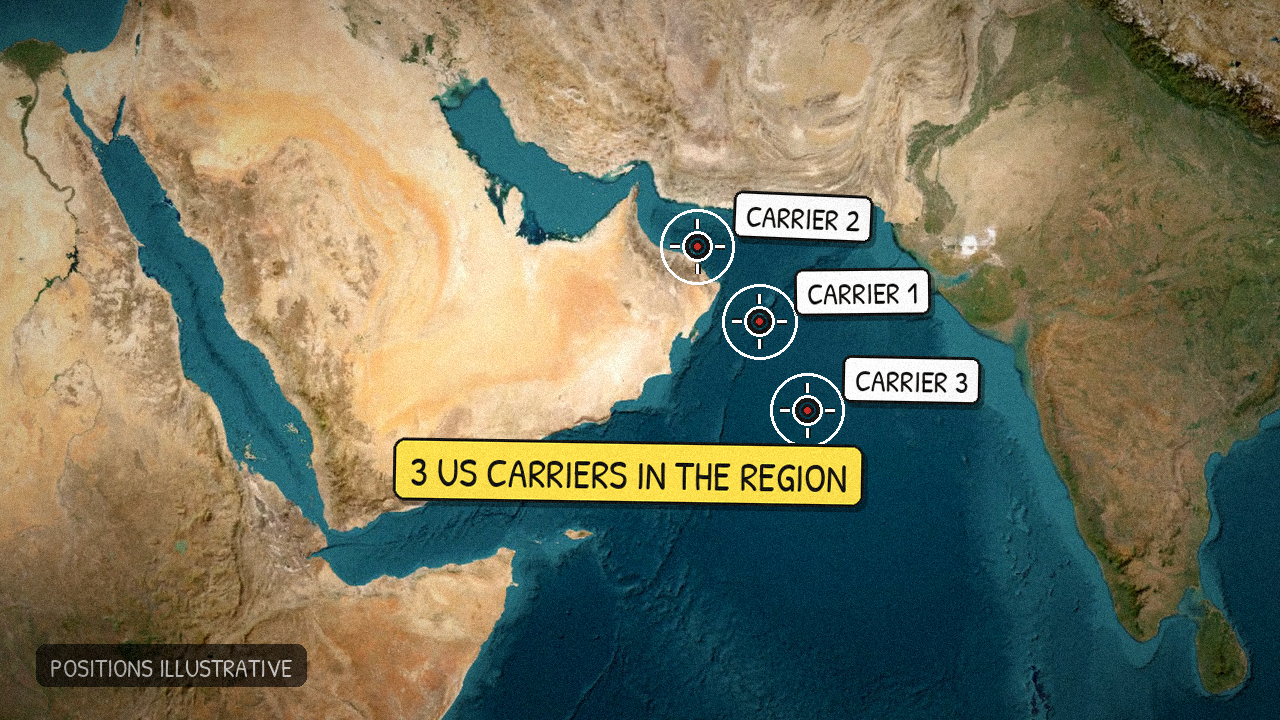 CARRIER 2
CARRIER 1
CARRIER 3
3 US CARRIERS IN THE REGION
POSITIONS ILLUSTRATIVE